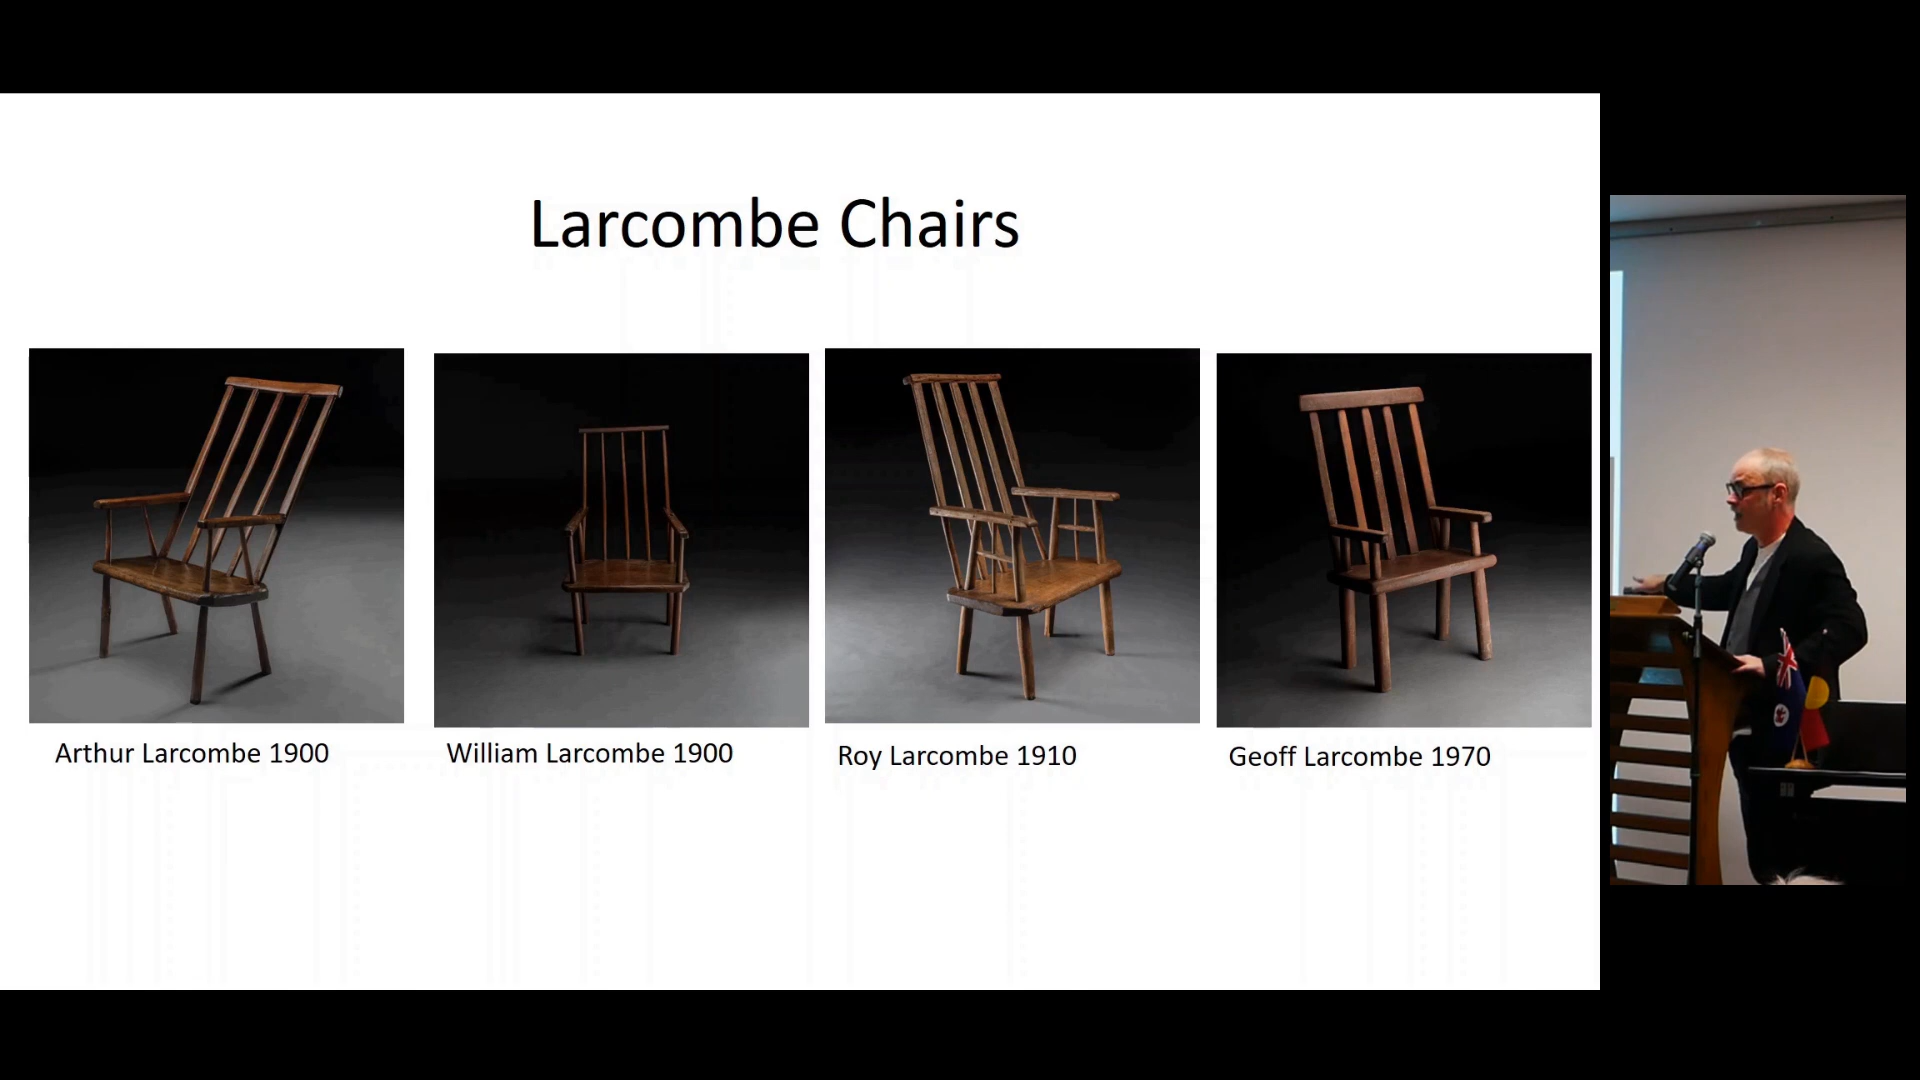 Larcombe Chairs
Arthur Larcombe 1900
William Larcombe 1900
Roy Larcombe 1910
Geoff Larcombe 1970